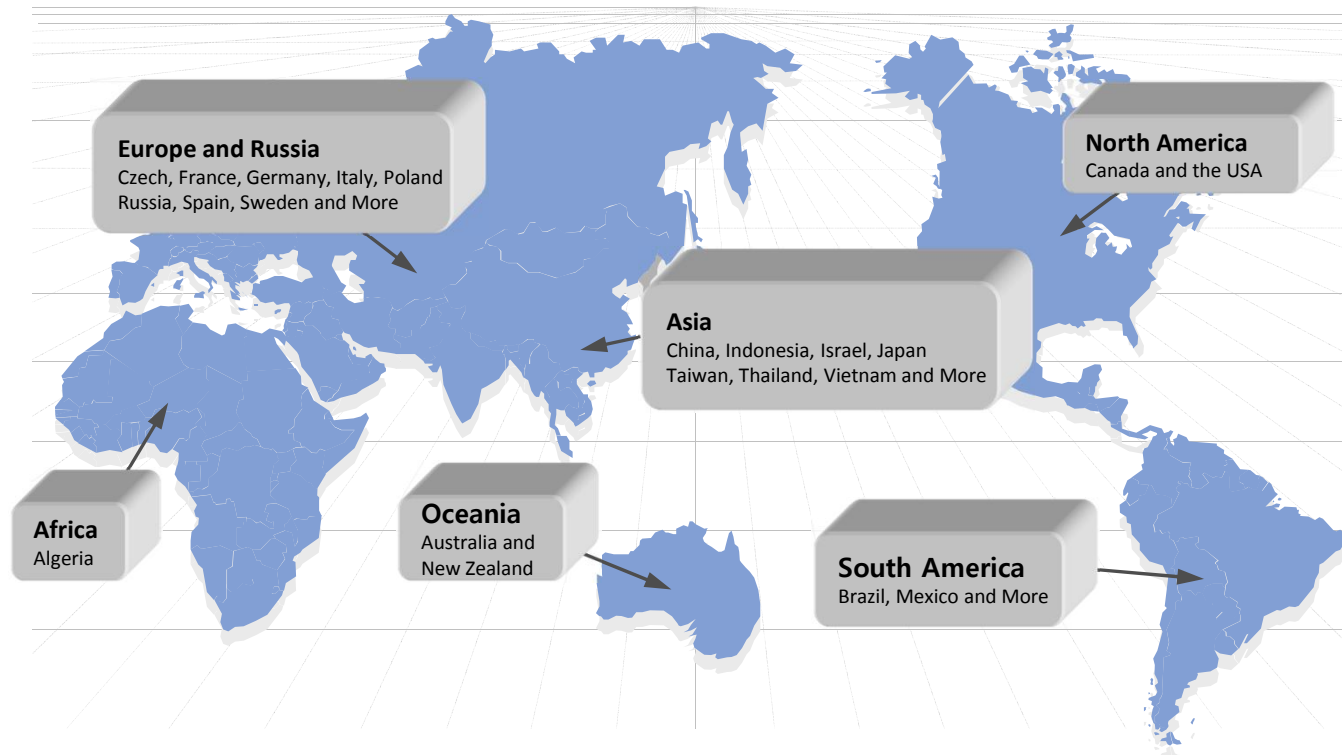 Europe and Russia
Czech, France, Germany, Italy, Poland
Russia, Spain, Sweden and More
North America
Canada and the USA
Asia
China, Indonesia, Israel, Japan
Taiwan, Thailand, Vietnam and More
Africa
Algeria
Oceania
Australia and
New Zealand
South America
Brazil, Mexico and More